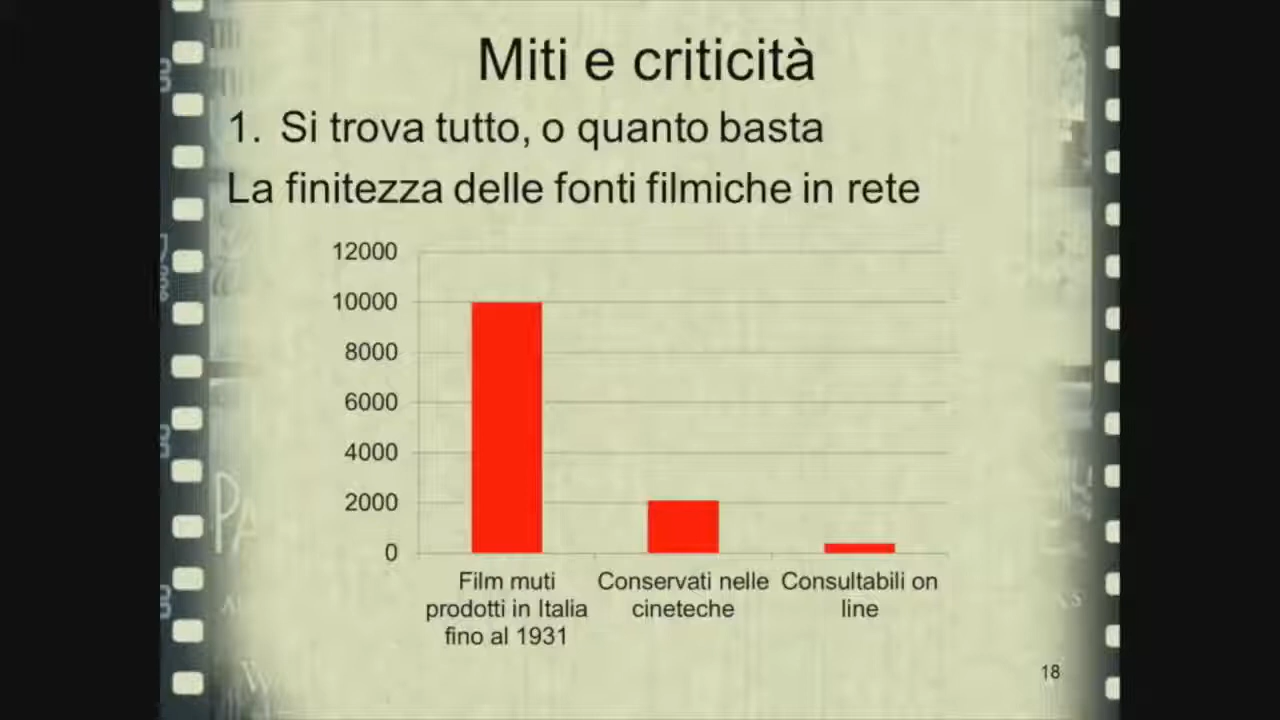 Miti e criticità
1. Si trova tutto, o quanto basta
La finitezza delle fonti filmiche in rete
12000
10000
8000
6000
4000
2000
0
Film muti
prodotti in Italia
fino al 1931
Conservati nelle
cineteche
Consultabili on
line
18